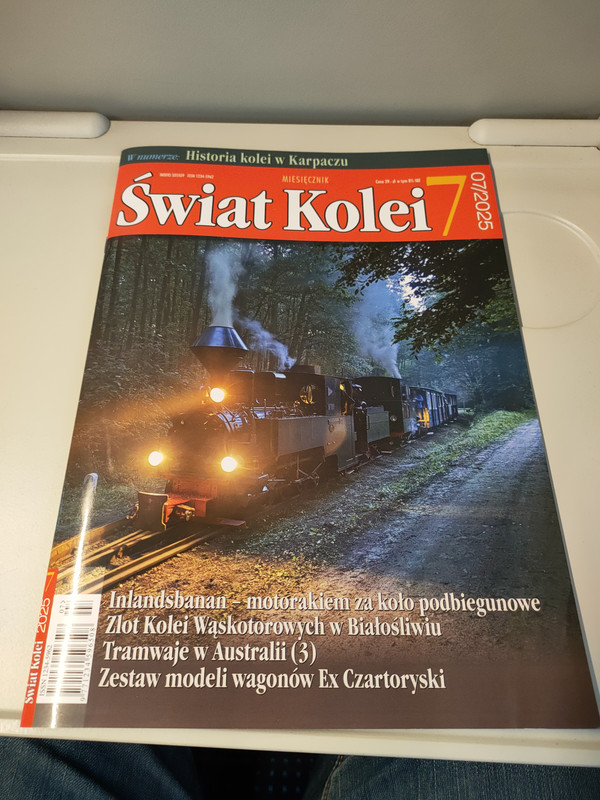 W numerze: Historia kolei w Karpaczu
MIESIĘCZNIK
Świat Kolei 7
07/2025
Inlandsbanan – motorakiem za koło podbiegunowe
Zlot Kolei Wąskotorowych w Białośliwiu
Tramwaje w Australii (3)
Zestaw modeli wagonów Ex Czartoryski
Świat Kolei 2025 7